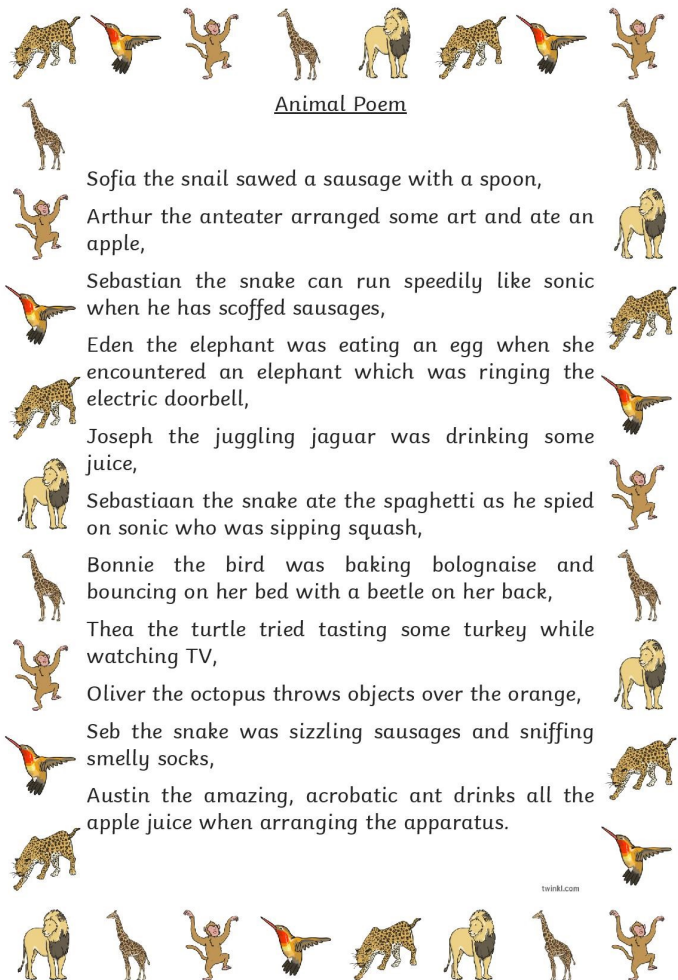 Animal Poem
Sofia the snail sawed a sausage with a spoon,
Arthur the anteater arranged some art and ate an
apple,
Sebastian the snake can run speedily like sonic
when he has scoffed sausages,
Eden the elephant was eating an egg when she
encountered an elephant which was ringing the
electric doorbell,
Joseph the juggling jaguar was drinking some
juice,
Sebastiaan the snake ate the spaghetti as he spied
on sonic who was sipping squash,
Bonnie the bird was baking bolognaise and
bouncing on her bed with a beetle on her back,
Thea the turtle tried tasting some turkey while
watching TV,
Oliver the octopus throws objects over the orange,
Seb the snake was sizzling sausages and sniffing
smelly socks,
Austin the amazing, acrobatic ant drinks all the
apple juice when arranging the apparatus.
twinkl.com